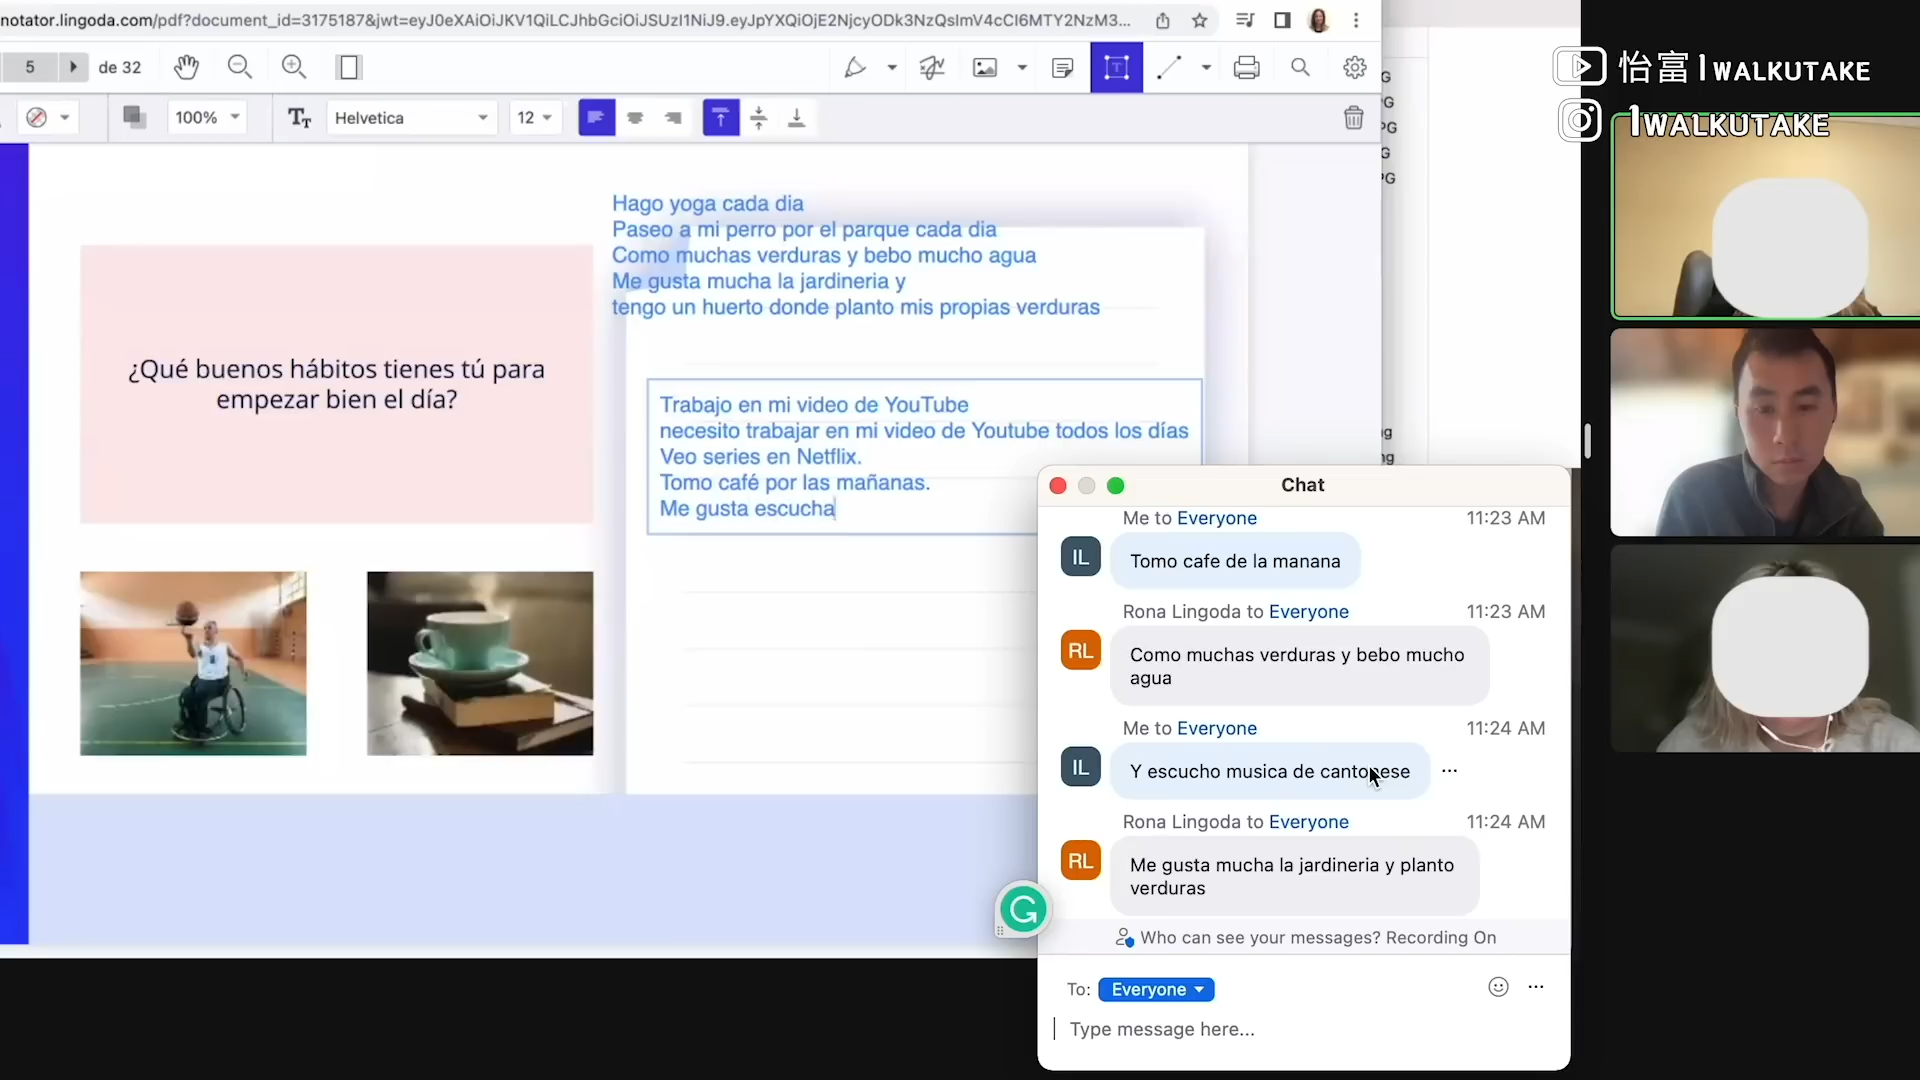 notator.lingoda.com/pdf?document_id=3175187&jwt=eyJ0eXAiOiJKV1QiLCJhbGciOiJSUzI1NiJ9.eyJpYXQiOjE2NjcyODk3NzQsImV4cCI6MTY2NzM3...
5
de 32
怡富 1WALKUTAKE
1WALKUTAKE
100%
Helvetica
12
G
G
PG
G
PG
ng
ng
Hago yoga cada dia
Paseo a mi perro por el parque cada dia
Como muchas verduras y bebo mucho agua
Me gusta mucha la jardineria y
tengo un huerto donde planto mis propias verduras
¿Qué buenos hábitos tienes tú para
empezar bien el día?
Trabajo en mi video de YouTube
necesito trabajar en mi video de Youtube todos los días
Veo series en Netflix.
Tomo café por las mañanas.
Me gusta escucha
Chat
Me to Everyone 11:23 AM
IL
Tomo cafe de la manana
Rona Lingoda to Everyone 11:23 AM
RL
Como muchas verduras y bebo mucho
agua
Me to Everyone 11:24 AM
IL
Y escucho musica de cantonese
Rona Lingoda to Everyone 11:24 AM
RL
Me gusta mucha la jardineria y planto
verduras
Who can see your messages? Recording On
To: Everyone
Type message here...